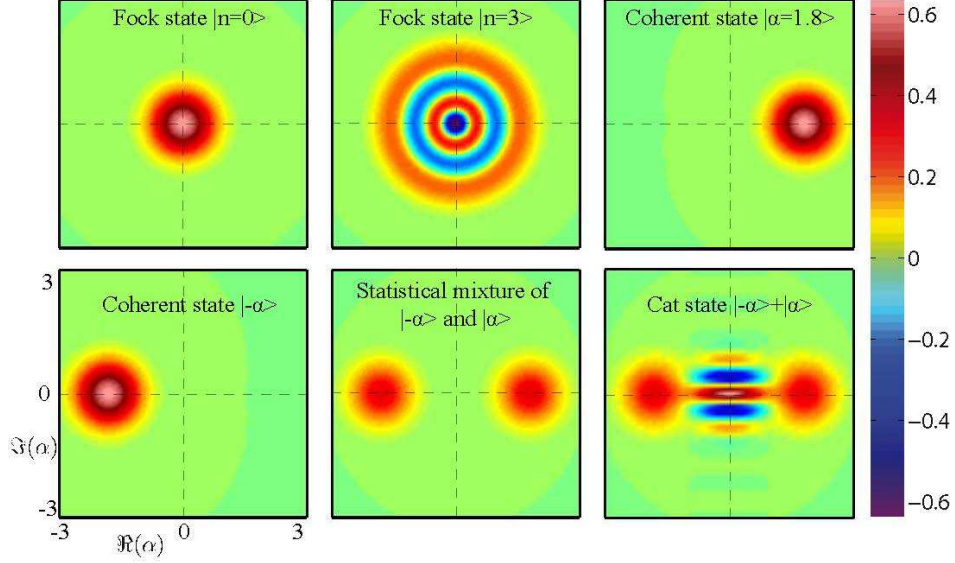 Fock state |n=0>
Fock state |n=3>
Coherent state |α=1.8>
0.6
0.4
0.2
0
-0.2
-0.4
-0.6
Coherent state |-α>
Statistical mixture of
|-α> and |α>
Cat state |-α>+|α>
3
0
ℑ(α)
-3
-3
0
3
ℜ(α)